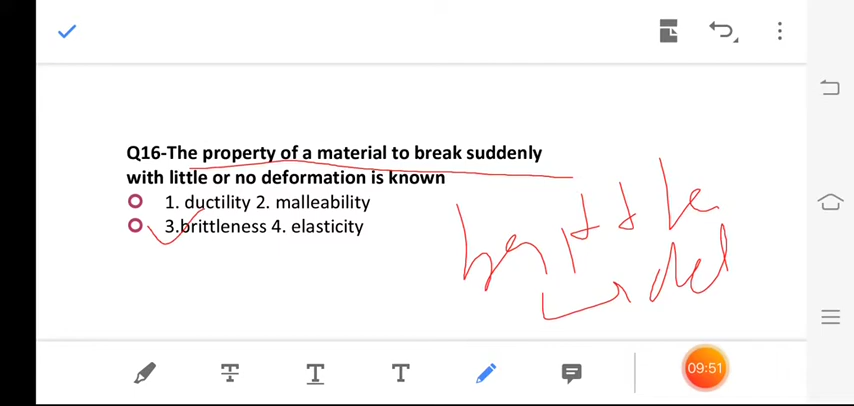 Q16-The property of a material to break suddenly
with little or no deformation is known
1. ductility 2. malleability
3.brittleness 4. elasticity
brittle
def
09:51